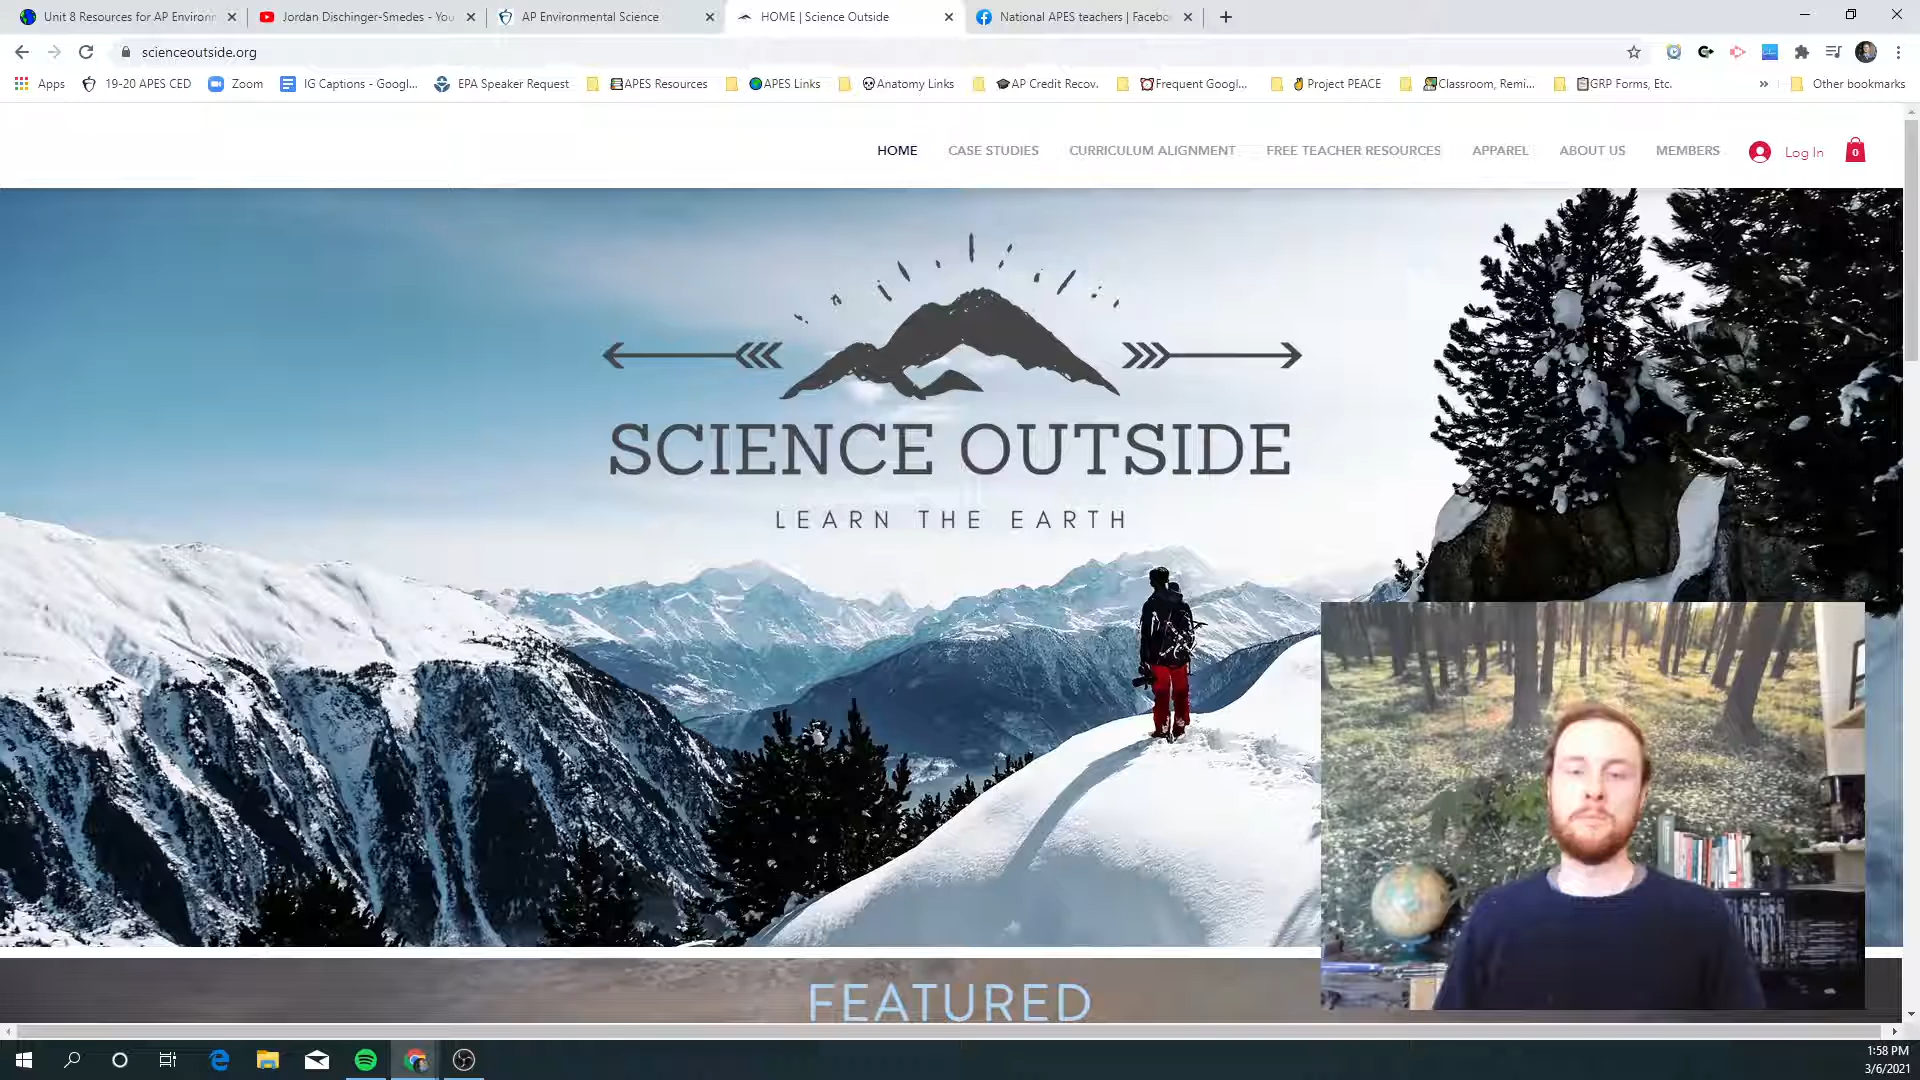 Unit 8 Resources for AP Environm
Jordan Dischinger-Smedes - You
AP Environmental Science
HOME | Science Outside
National APES teachers | Facebo
scienceoutside.org
Apps
19-20 APES CED
Zoom
IG Captions - Googl...
EPA Speaker Request
APES Resources
APES Links
Anatomy Links
AP Credit Recov.
Frequent Googl...
Project PEACE
Classroom, Remi...
GRP Forms, Etc.
Other bookmarks
HOME
CASE STUDIES
CURRICULUM ALIGNMENT
FREE TEACHER RESOURCES
APPAREL
ABOUT US
MEMBERS
Log In
0
SCIENCE OUTSIDE
LEARN THE EARTH
FEATURED
1:58 PM
3/6/2021